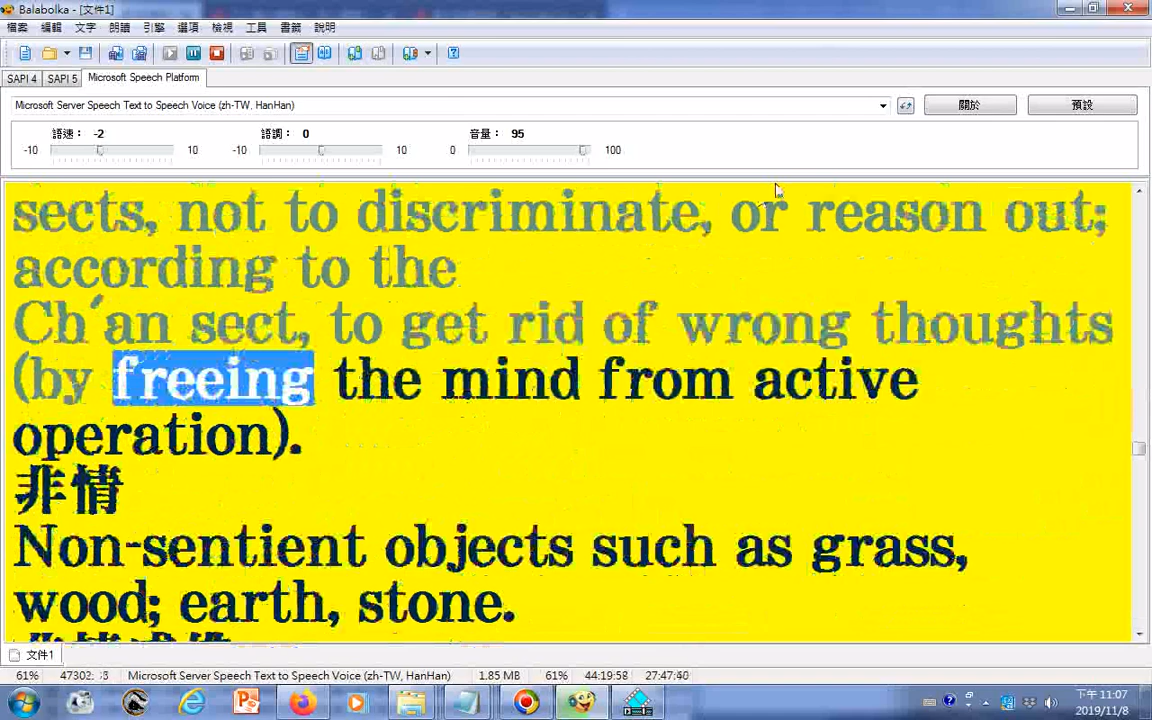 Balabolka - [文件1]
檔案 編輯 文字 朗讀 引擎 選項 檢視 工具 書籤 說明
SAPI 4 SAPI 5 Microsoft Speech Platform
Microsoft Server Speech Text to Speech Voice (zh-TW, HanHan) 關於 預設
語速: -2 語調: 0 音量: 95
-10 10 -10 10 0 100
sects, not to discriminate, or reason out;
according to the
Ch'an sect, to get rid of wrong thoughts
(by freeing the mind from active
operation).
非情
Non-sentient objects such as grass,
wood; earth, stone.
文件1
61% Microsoft Server Speech Text to Speech Voice (zh-TW, HanHan) 1.85 MB 61% 44:19:58 27:47:40
下午 11:07
2019/11/8